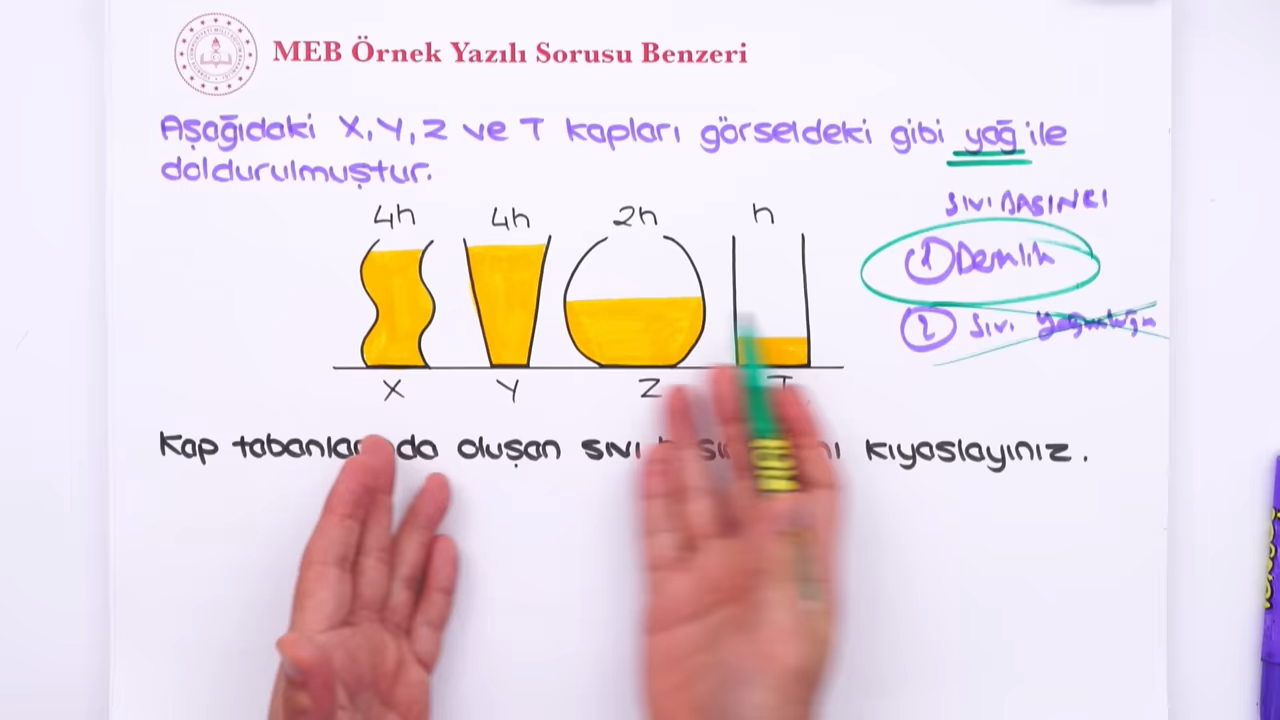 MEB Örnek Yazılı Sorusu Benzeri
Aşağıdaki X, Y, Z ve T kapları görseldeki gibi yağ ile
doldurulmuştur.
SIVI BASINCI
4h 4h 2h h
① Derinlik
② Sıvı
X Y Z T
Kap oluşan sıvı kıyaslayınız.